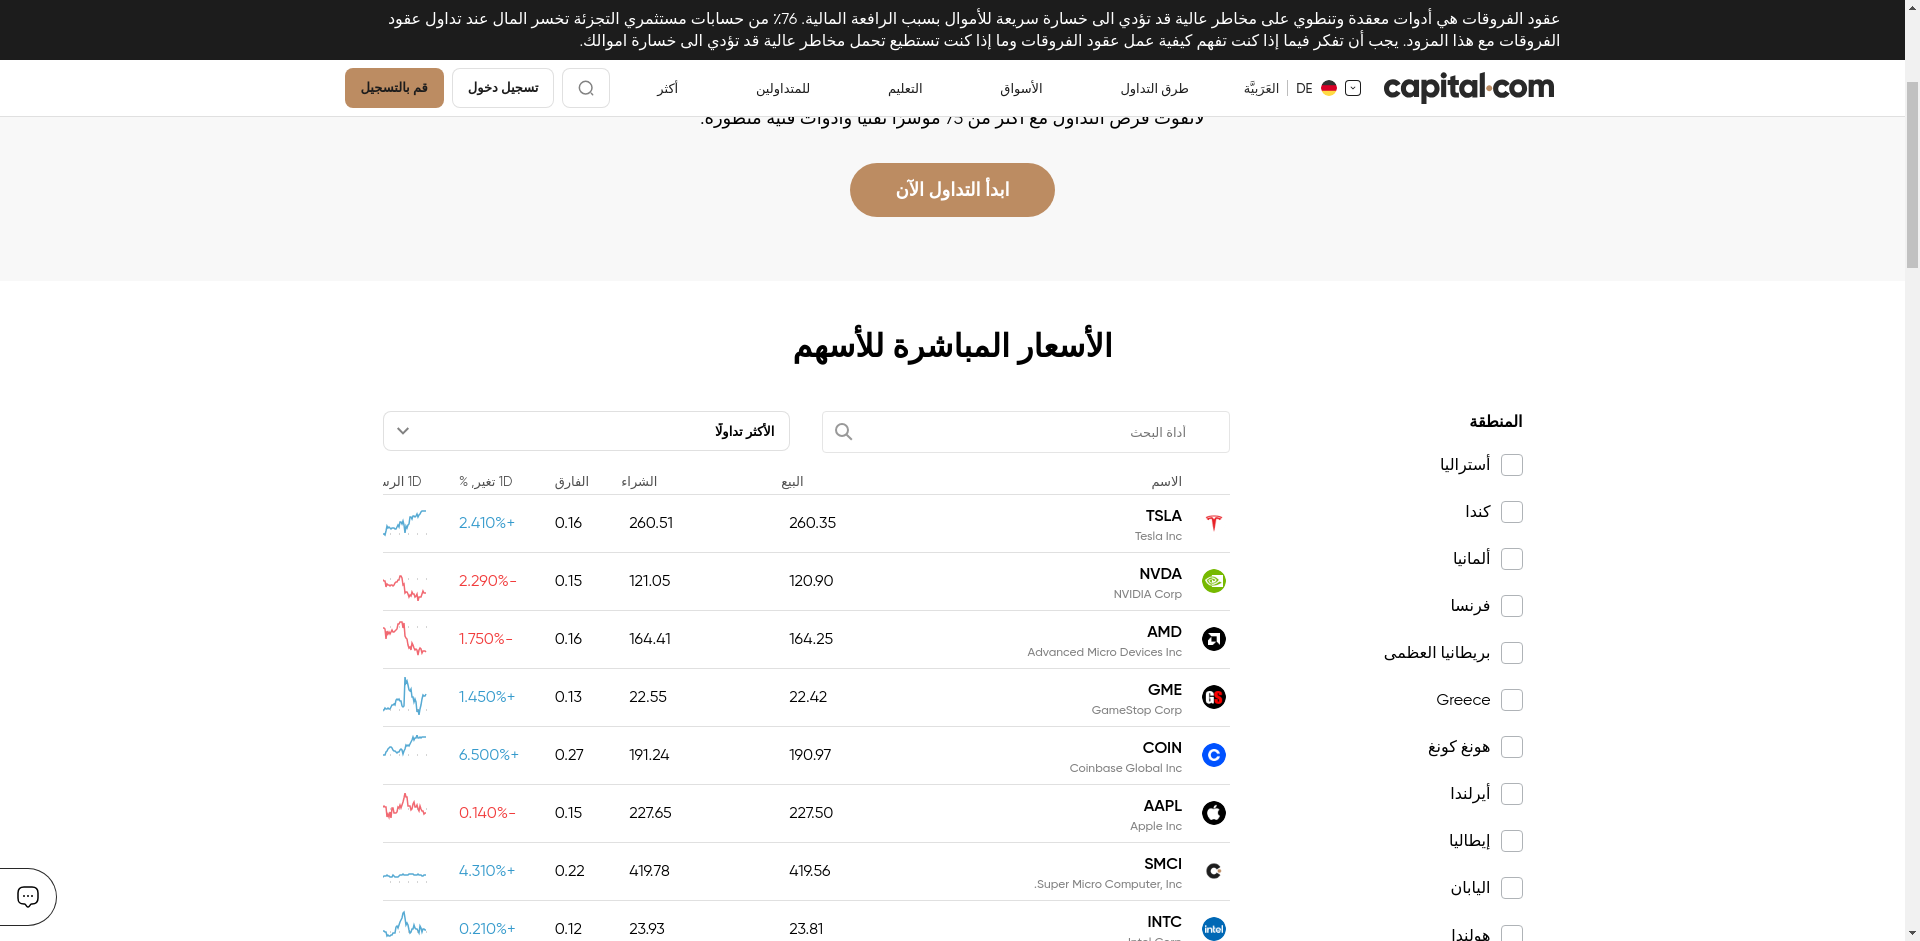 عقود الفروقات هي أدوات معقدة وتنطوي على مخاطر عالية قد تؤدي الى خسارة سريعة للأموال بسبب الرافعة المالية. 76٪ من حسابات مستثمري التجزئة تخسر المال عند تداول عقود
الفروقات مع هذا المزود. يجب أن تفكر فيما إذا كنت تفهم كيفية عمل عقود الفروقات وما إذا كنت تستطيع تحمل مخاطر عالية قد تؤدي الى خسارة اموالك.
capital.com
DE
العَرَبيَّة
طرق التداول
الأسواق
التعليم
للمتداولين
أكثر
تسجيل دخول
قم بالتسجيل
لاتفوت فرص التداول مع أكثر من 75 مؤشرا تقنيا وأدوات فنية متطورة.
ابدأ التداول الآن
الأسعار المباشرة للأسهم
المنطقة
أستراليا
كندا
ألمانيا
فرنسا
بريطانيا العظمى
Greece
هونغ كونغ
أيرلندا
إيطاليا
اليابان
هولندا
أداة البحث
الأكثر تداولًا
الاسم البيع الشراء الفارق 1D تغير, % 1D الرس
TSLA 260.35 260.51 0.16 2.410%+
Tesla Inc
NVDA 120.90 121.05 0.15 2.290%-
NVIDIA Corp
AMD 164.25 164.41 0.16 1.750%-
Advanced Micro Devices Inc
GS
GME 22.42 22.55 0.13 1.450%+
GameStop Corp
COIN 190.97 191.24 0.27 6.500%+
Coinbase Global Inc
AAPL 227.50 227.65 0.15 0.140%-
Apple Inc
SMCI 419.56 419.78 0.22 4.310%+
.Super Micro Computer, Inc
intel
INTC 23.81 23.93 0.12 0.210%+
Intel Corp